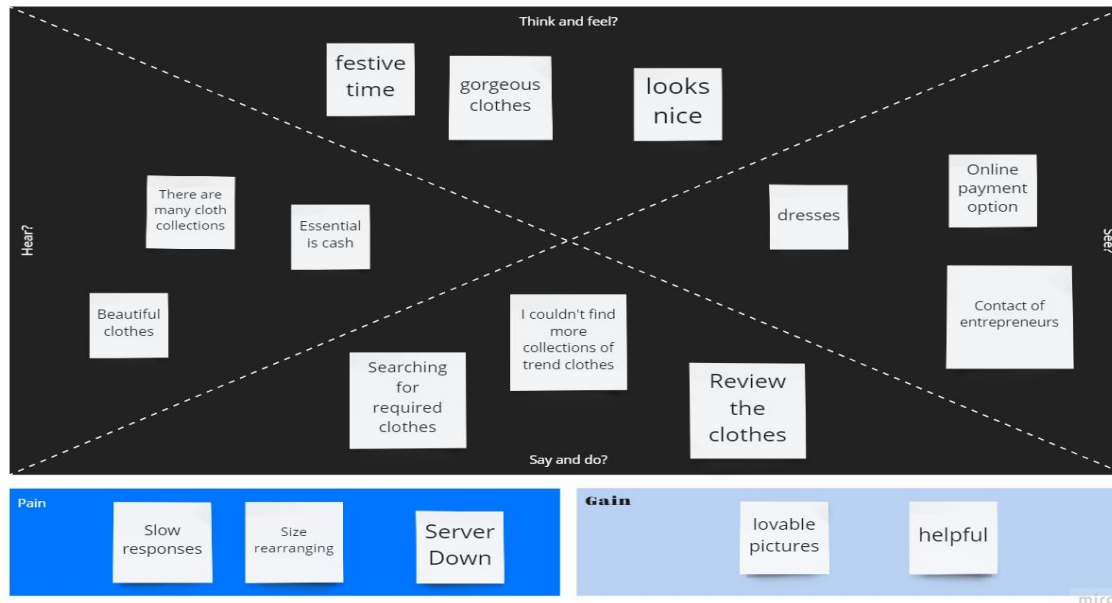 Think and feel?
festive
time
gorgeous
clothes
looks
nice
Hear?
There are
many cloth
collections
Essential
is cash
Beautiful
clothes
See?
dresses
Online
payment
option
Contact of
entrepreneurs
I couldn't find
more
collections of
trend clothes
Searching
for
required
clothes
Review
the
clothes
Say and do?
Pain
Slow
responses
Size
rearranging
Server
Down
Gain
lovable
pictures
helpful